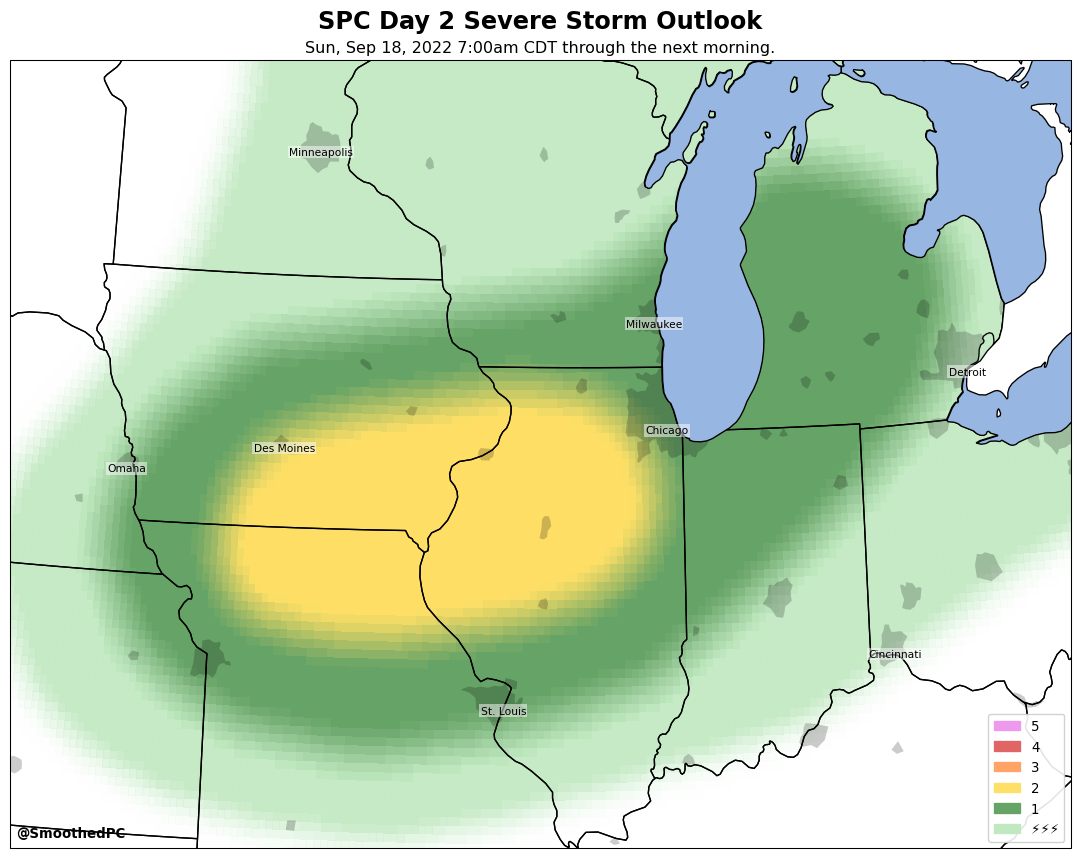 SPC Day 2 Severe Storm Outlook
Sun, Sep 18, 2022 7:00am CDT through the next morning.
Minneapolis
Milwaukee
Detroit
Chicago
Des Moines
Omaha
Cincinnati
St. Louis
5
4
3
2
1
⚡⚡⚡
@SmoothedPC